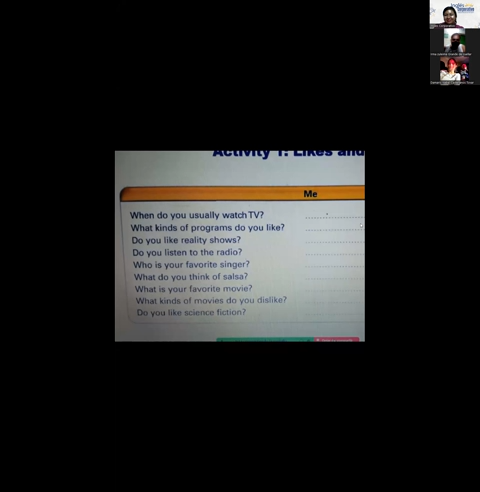 Activity 1: Likes and
Me
When do you usually watch TV?
What kinds of programs do you like?
Do you like reality shows?
Do you listen to the radio?
Who is your favorite singer?
What do you think of salsa?
What is your favorite movie?
What kinds of movies do you dislike?
Do you like science fiction?